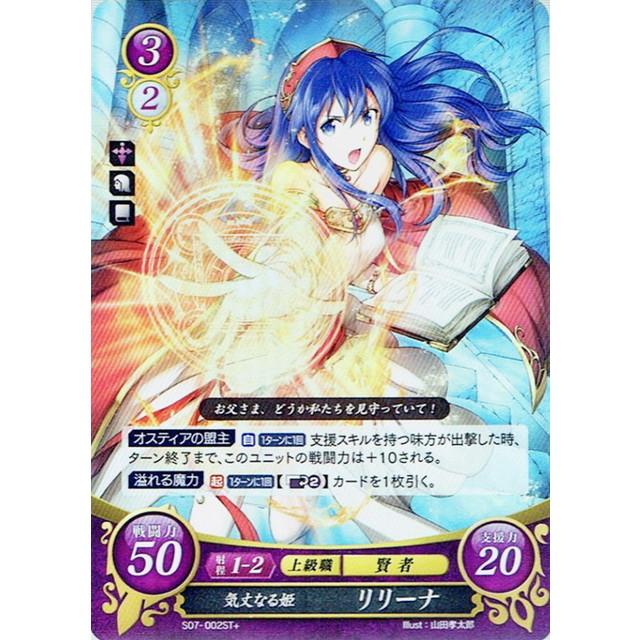 3
2
お父さま、どうか私たちを見守っていて！
オスティアの盟主 自 1ターンに1回 支援スキルを持つ味方が出撃した時、
ターン終了まで、このユニットの戦闘力は＋10される。
溢れる魔力 起 1ターンに1回【 2】カードを1枚引く。
戦闘力 50
射程 1-2 上級職 賢者
支援力 20
気丈なる姫 リリーナ
S07-002ST+ Illust：山田孝太郎